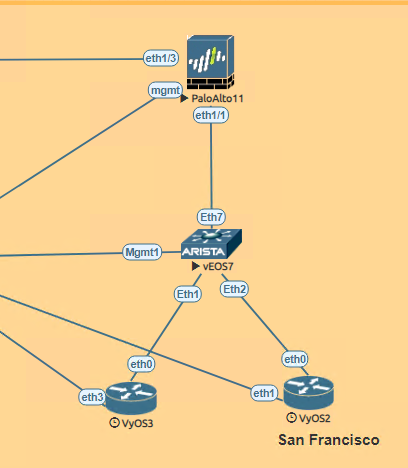 eth1/3
mgmt
PaloAlto11
eth1/1
Eth7
ARISTA
Mgmt1
vEOS7
Eth1
Eth2
eth0
eth0
eth3
eth1
VyOS3
VyOS2
San Francisco